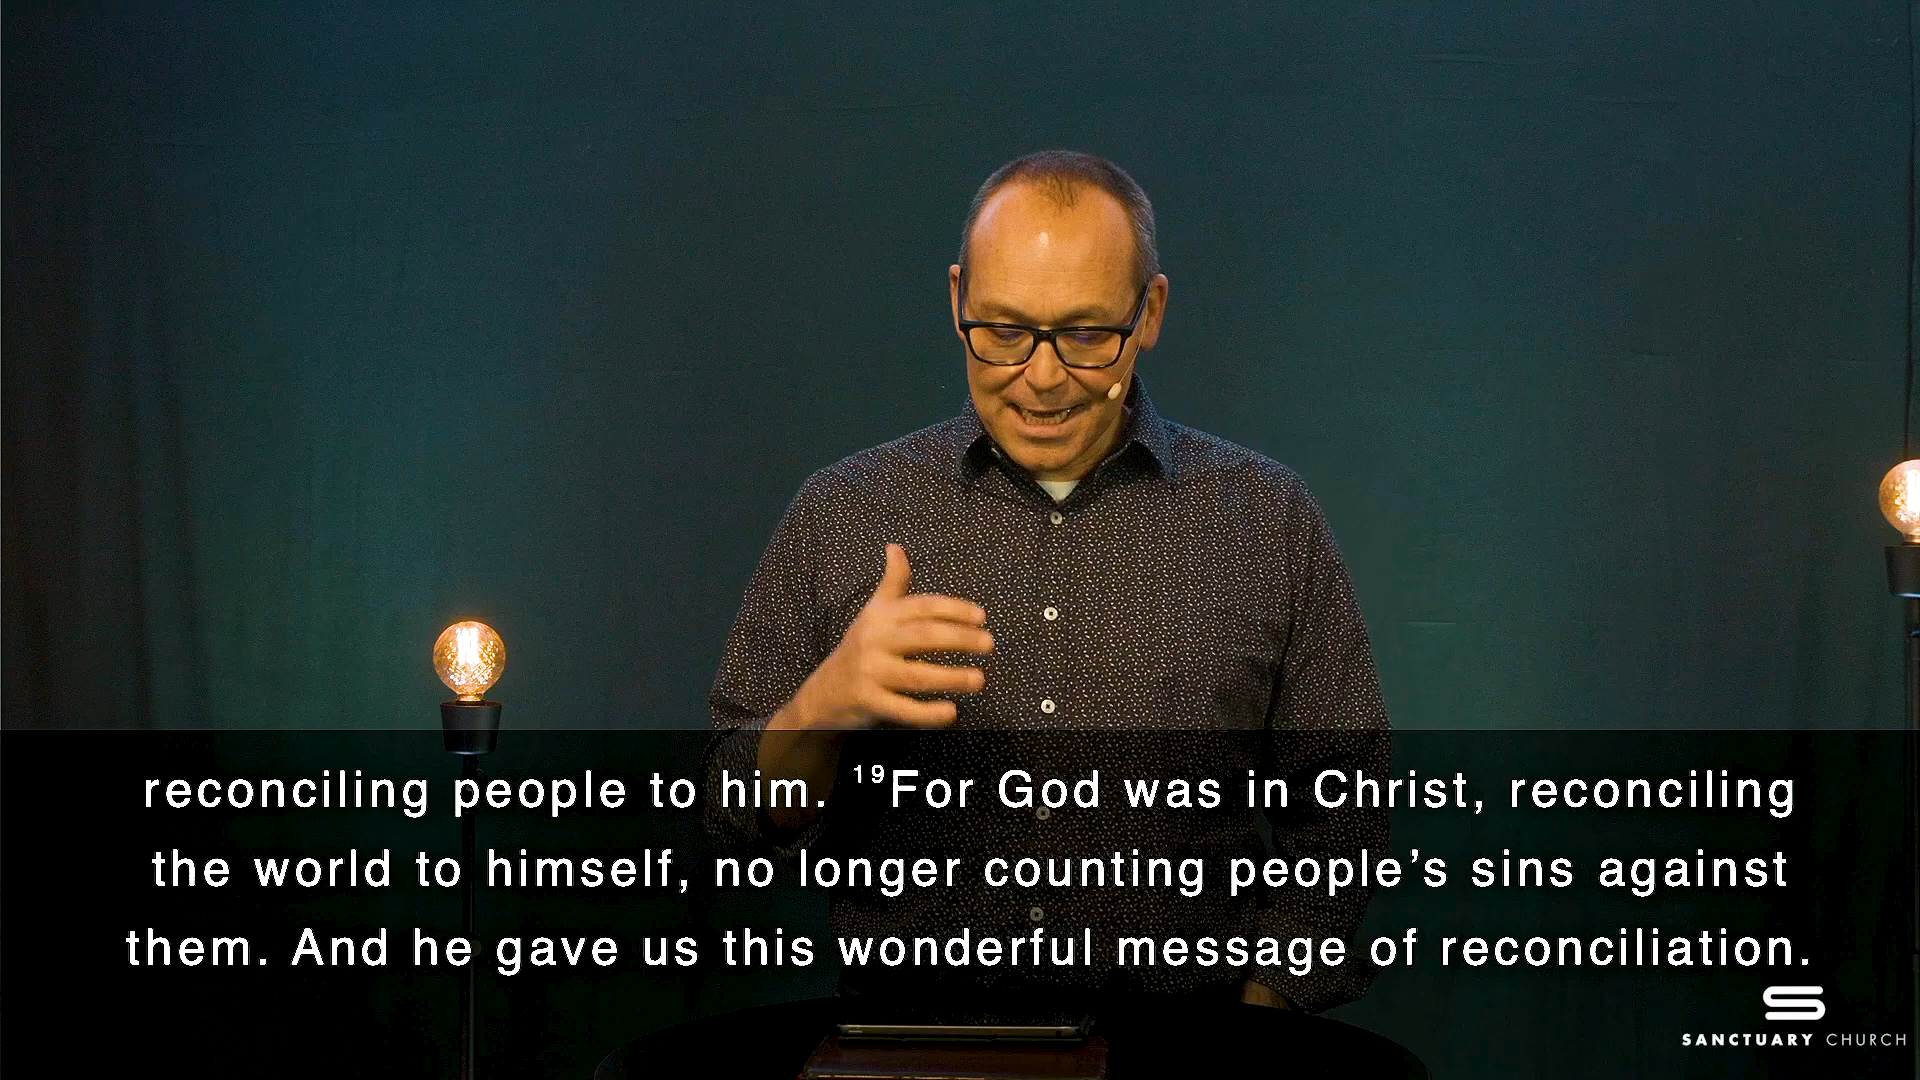 reconciling people to him. ¹⁹For God was in Christ, reconciling
the world to himself, no longer counting people’s sins against
them. And he gave us this wonderful message of reconciliation.
SANCTUARY CHURCH